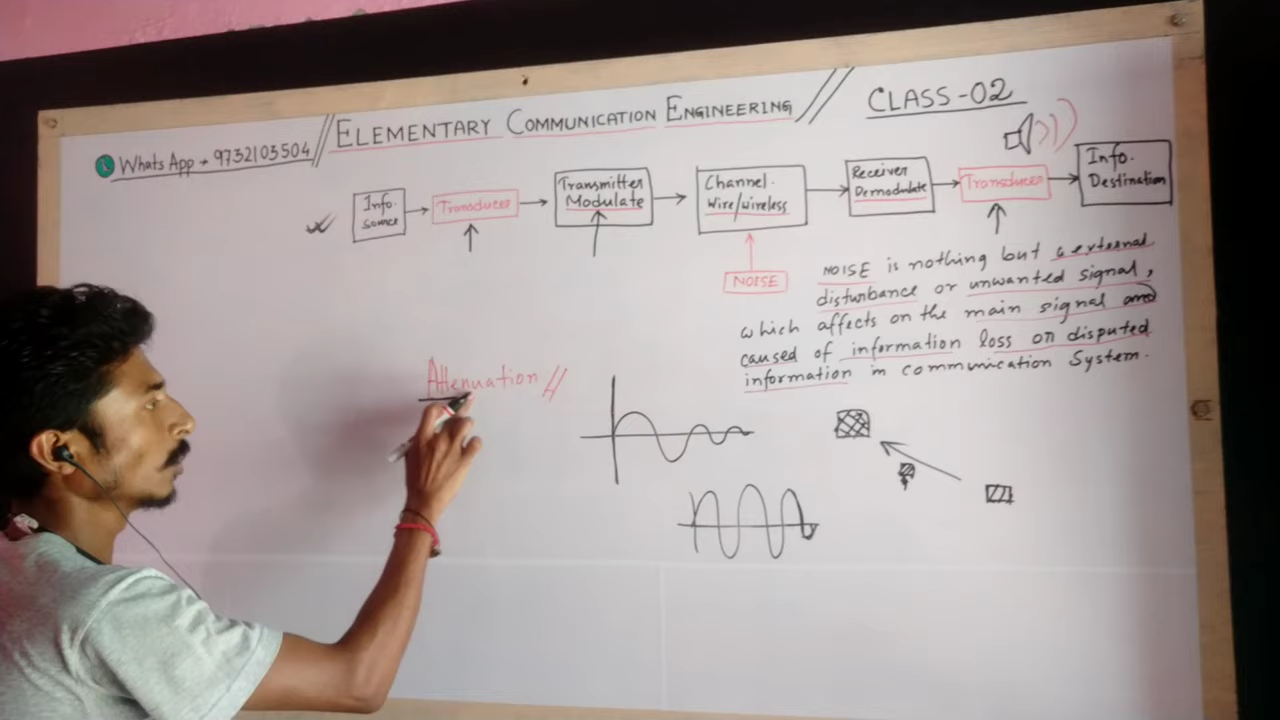 WhatsApp → 9732103504 // ELEMENTARY COMMUNICATION ENGINEERING // CLASS-02
Info. source
Transducer
Transmitter
Modulate
Channel.
Wire/wireless
Receiver
Demodulate
Transducer
Info.
Destination
NOISE
NOISE is nothing but a external
disturbance or unwanted signal,
which affects on the main signal and
caused of information loss or disputed
information in communication System.
Attenuation //